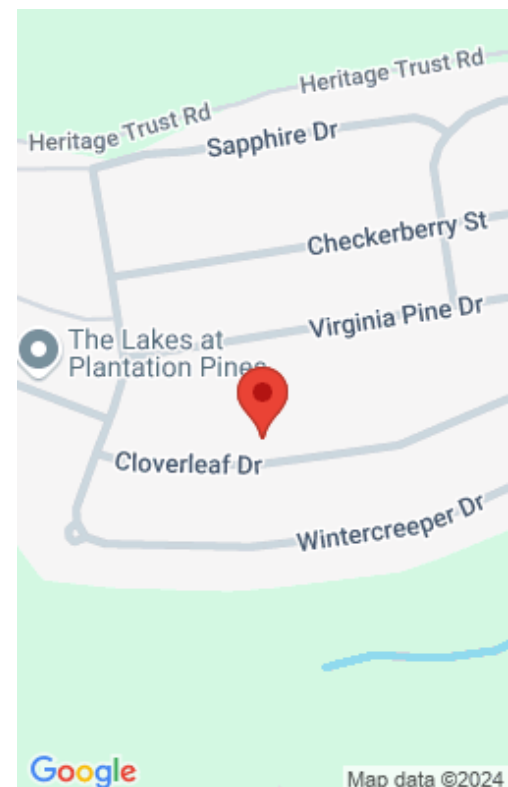 Heritage Trust Rd
Heritage Trust Rd
Sapphire Dr
Checkerberry St
Virginia Pine Dr
The Lakes at
Plantation Pines
Cloverleaf Dr
Wintercreeper Dr
Google
Map data ©2024